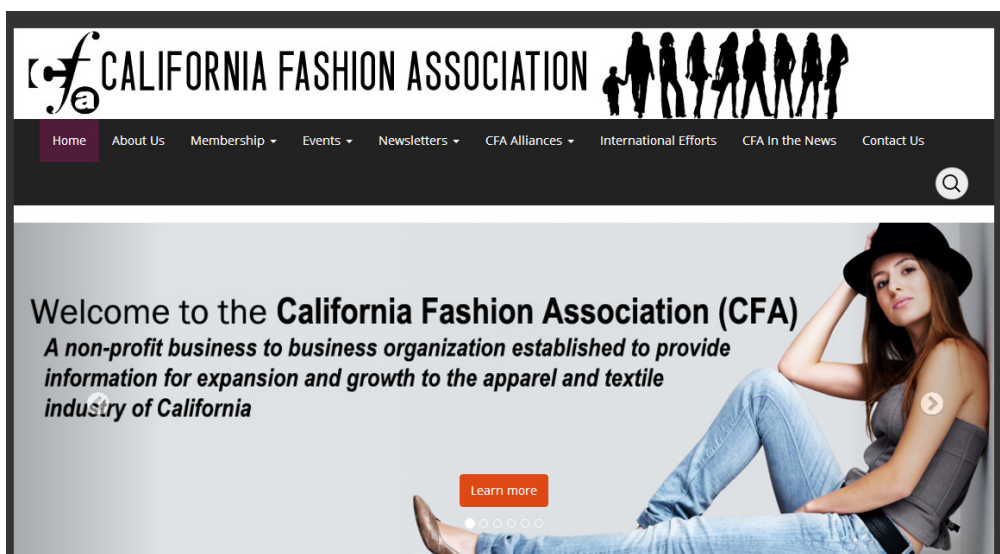 cfa CALIFORNIA FASHION ASSOCIATION
Home About Us Membership Events Newsletters CFA Alliances International Efforts CFA In the News Contact Us
Welcome to the California Fashion Association (CFA)
A non-profit business to business organization established to provide
information for expansion and growth to the apparel and textile
industry of California
Learn more